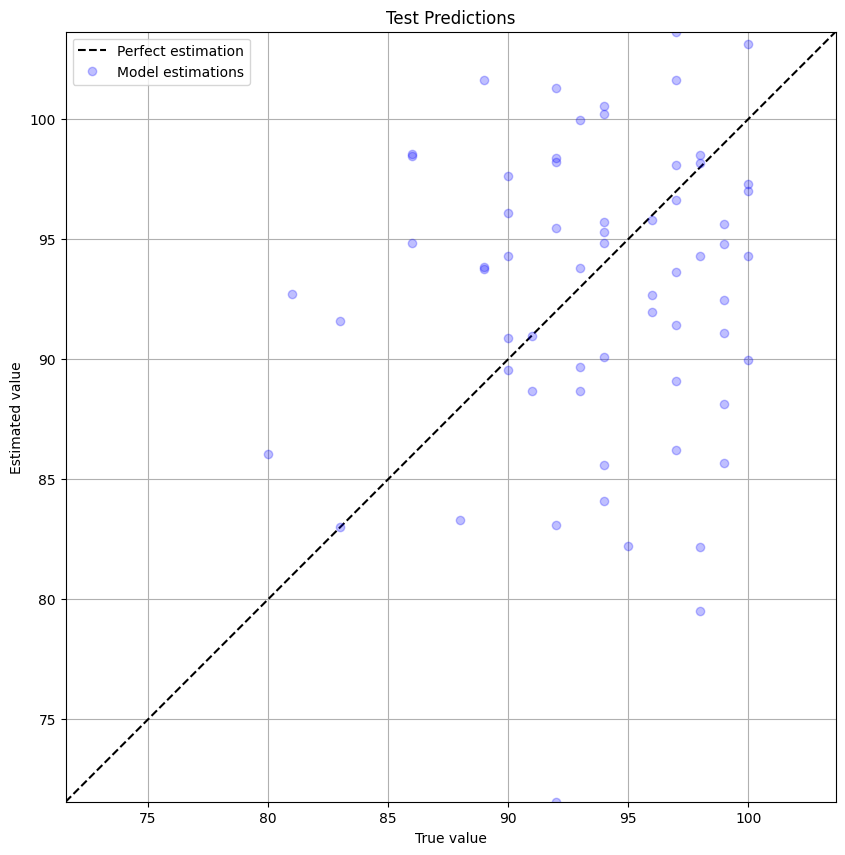 Test Predictions
Perfect estimation
Model estimations
100
95
90
85
80
75
Estimated value
75
80
85
90
95
100
True value